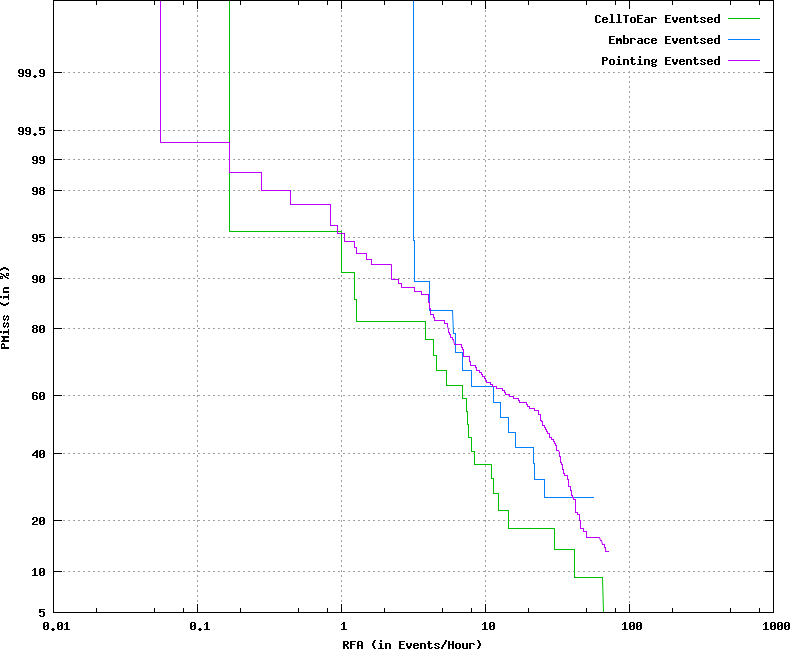 CellToEar Eventsed
Embrace Eventsed
Pointing Eventsed
99.9
99.5
99
98
95
90
80
60
40
20
10
5
PMiss (in %)
0.01 0.1 1 10 100 1000
RFA (in Events/Hour)